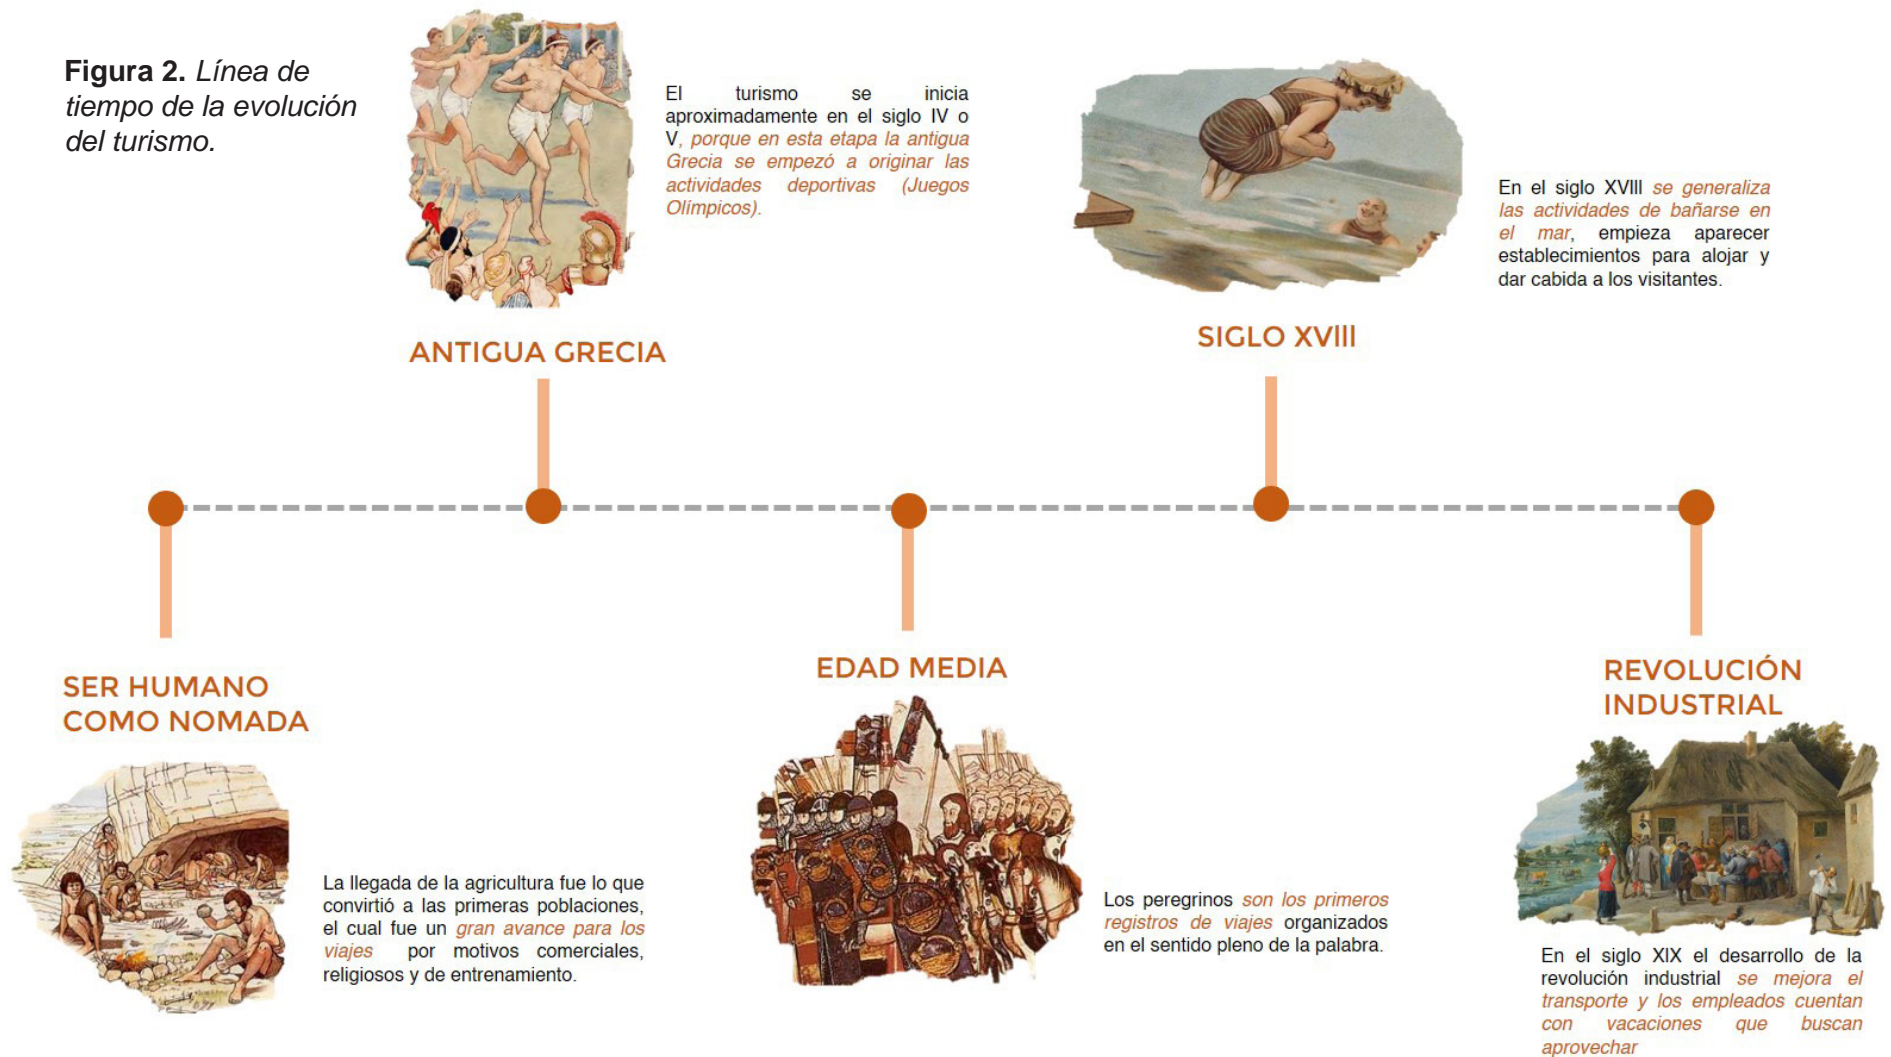 Figura 2. Línea de
tiempo de la evolución
del turismo.
El turismo se inicia
aproximadamente en el siglo IV o
V, porque en esta etapa la antigua
Grecia se empezó a originar las
actividades deportivas (Juegos
Olímpicos).
ANTIGUA GRECIA
En el siglo XVlll se generaliza
las actividades de bañarse en
el mar, empieza aparecer
establecimientos para alojar y
dar cabida a los visitantes.
SIGLO XVlll
SER HUMANO
COMO NOMADA
La llegada de la agricultura fue lo que
convirtió a las primeras poblaciones,
el cual fue un gran avance para los
viajes por motivos comerciales,
religiosos y de entrenamiento.
EDAD MEDIA
Los peregrinos son los primeros
registros de viajes organizados
en el sentido pleno de la palabra.
REVOLUCIÓN
INDUSTRIAL
En el siglo XIX el desarrollo de la
revolución industrial se mejora el
transporte y los empleados cuentan
con vacaciones que buscan
aprovechar